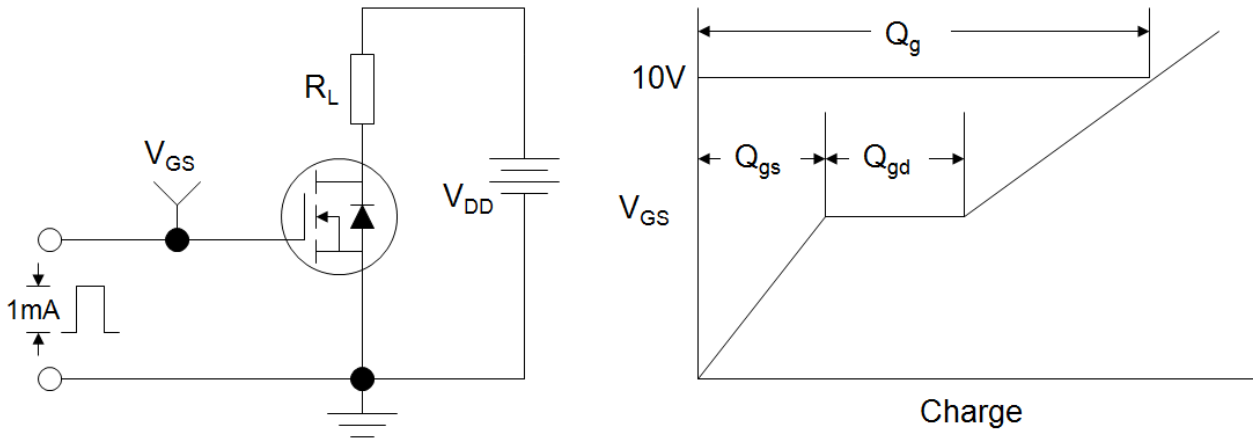 R_L
V_GS
V_DD
1mA
Q_g
10V
Q_gs
Q_gd
V_GS
Charge